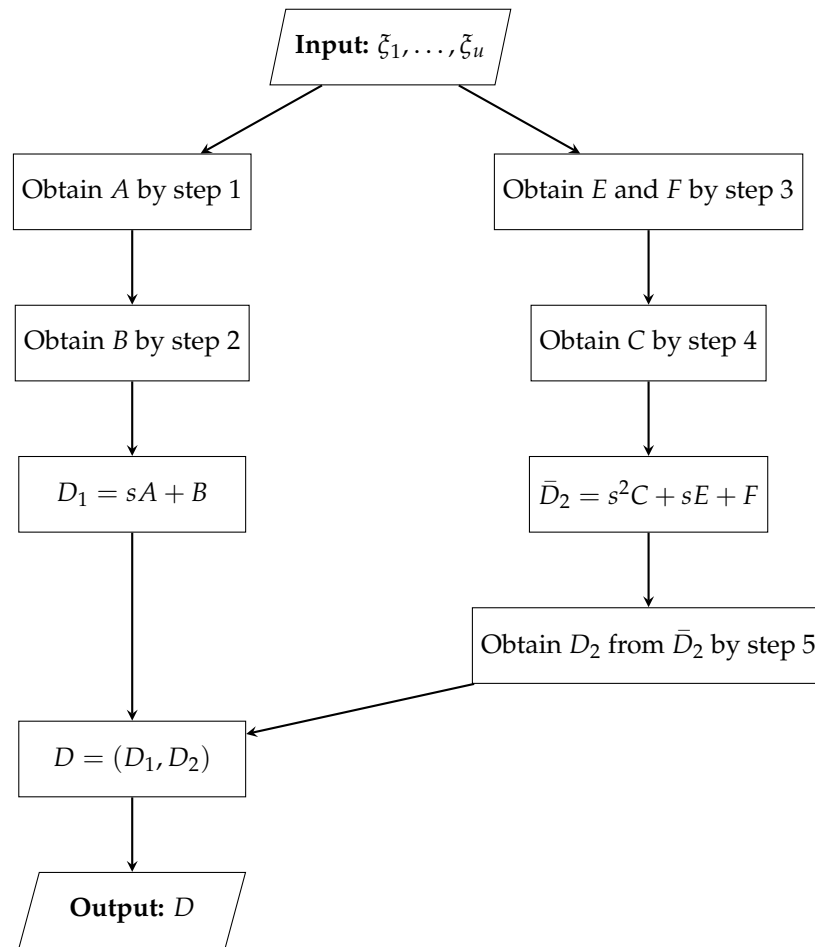 Input: ξ₁, . . . , ξᵤ
Obtain A by step 1
Obtain E and F by step 3
Obtain B by step 2
Obtain C by step 4
D₁ = sA + B
D̄₂ = s²C + sE + F
Obtain D₂ from D̄₂ by step 5
D = (D₁, D₂)
Output: D